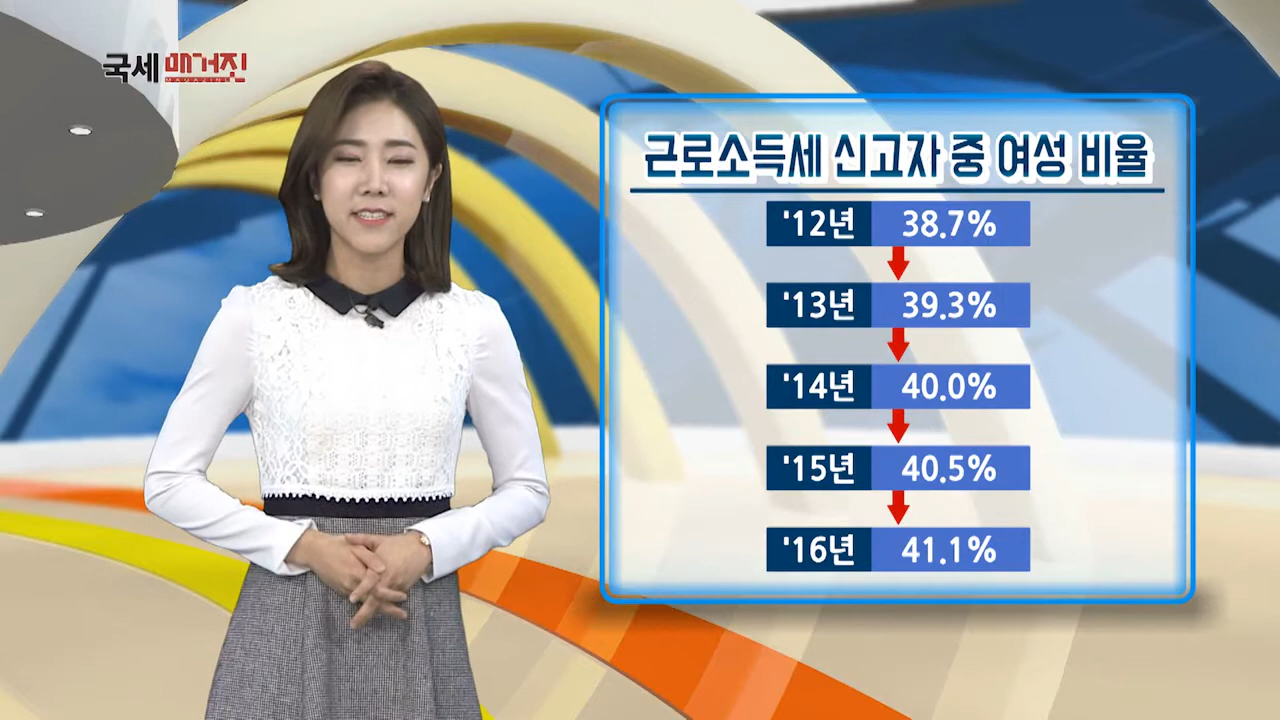 국세 매거진
MAGAZINE
근로소득세 신고자 중 여성 비율
'12년 38.7%
'13년 39.3%
'14년 40.0%
'15년 40.5%
'16년 41.1%